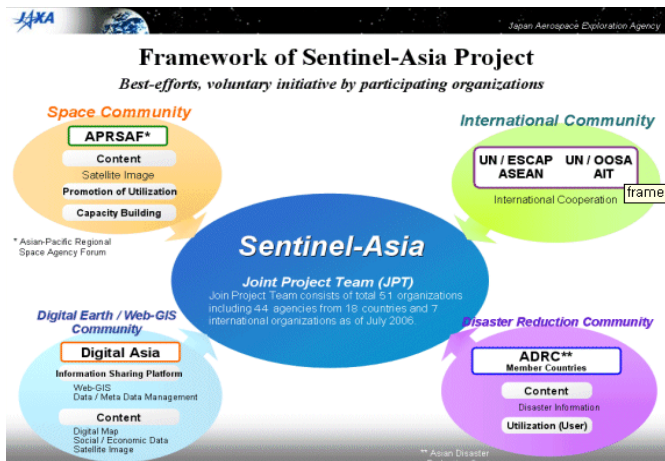 JAXA
Japan Aerospace Exploration Agency
Framework of Sentinel-Asia Project
Best-efforts, voluntary initiative by participating organizations
Space Community
APRSAF*
Content
Satellite Image
Promotion of Utilization
Capacity Building
* Asian-Pacific Regional
Space Agency Forum
International Community
UN / ESCAP UN / OOSA
ASEAN AIT
frame
International Cooperation
Sentinel-Asia
Joint Project Team (JPT)
Join Project Team consists of total 51 organizations
including 44 agencies from 18 countries and 7
international organizations as of July 2006.
Digital Earth / Web-GIS
Community
Digital Asia
Information Sharing Platform
Web-GIS
Data / Meta Data Management
Content
Digital Map
Social / Economic Data
Satellite Image
Disaster Reduction Community
ADRC**
Member Countries
Content
Disaster Information
Utilization (User)
** Asian Disaster